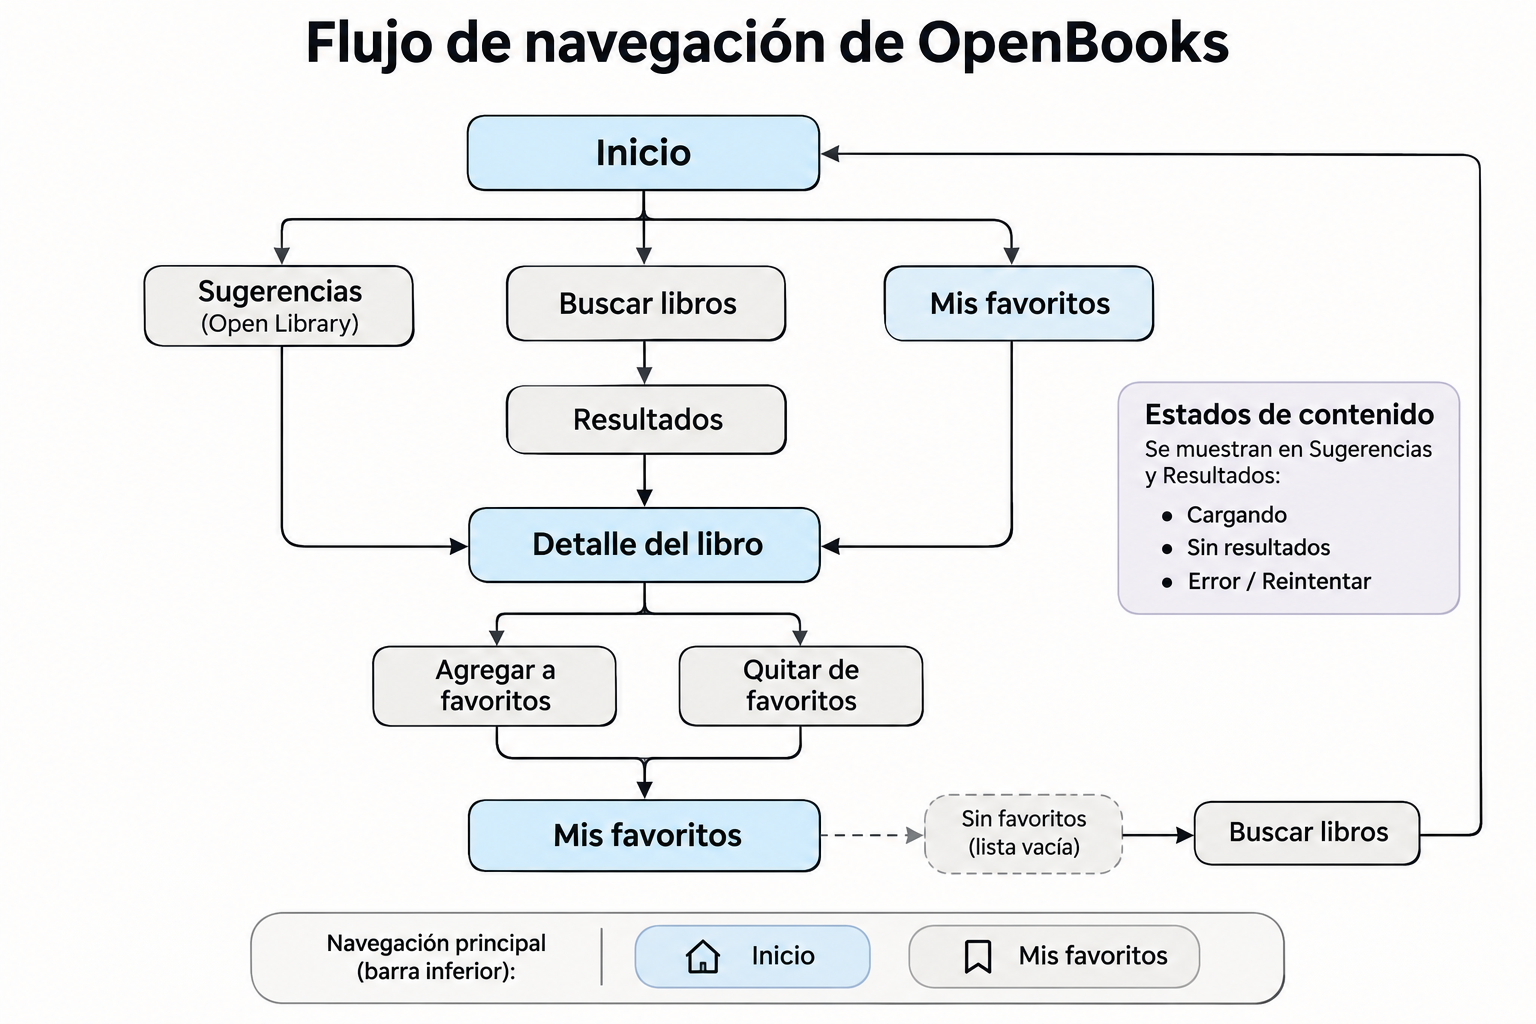 Flujo de navegación de OpenBooks
Inicio
Sugerencias
(Open Library)
Buscar libros
Mis favoritos
Resultados
Estados de contenido
Se muestran en Sugerencias
y Resultados:
● Cargando
● Sin resultados
● Error / Reintentar
Detalle del libro
Agregar a
favoritos
Quitar de
favoritos
Mis favoritos
Sin favoritos
(lista vacía)
Buscar libros
Navegación principal
(barra inferior):
Inicio
Mis favoritos